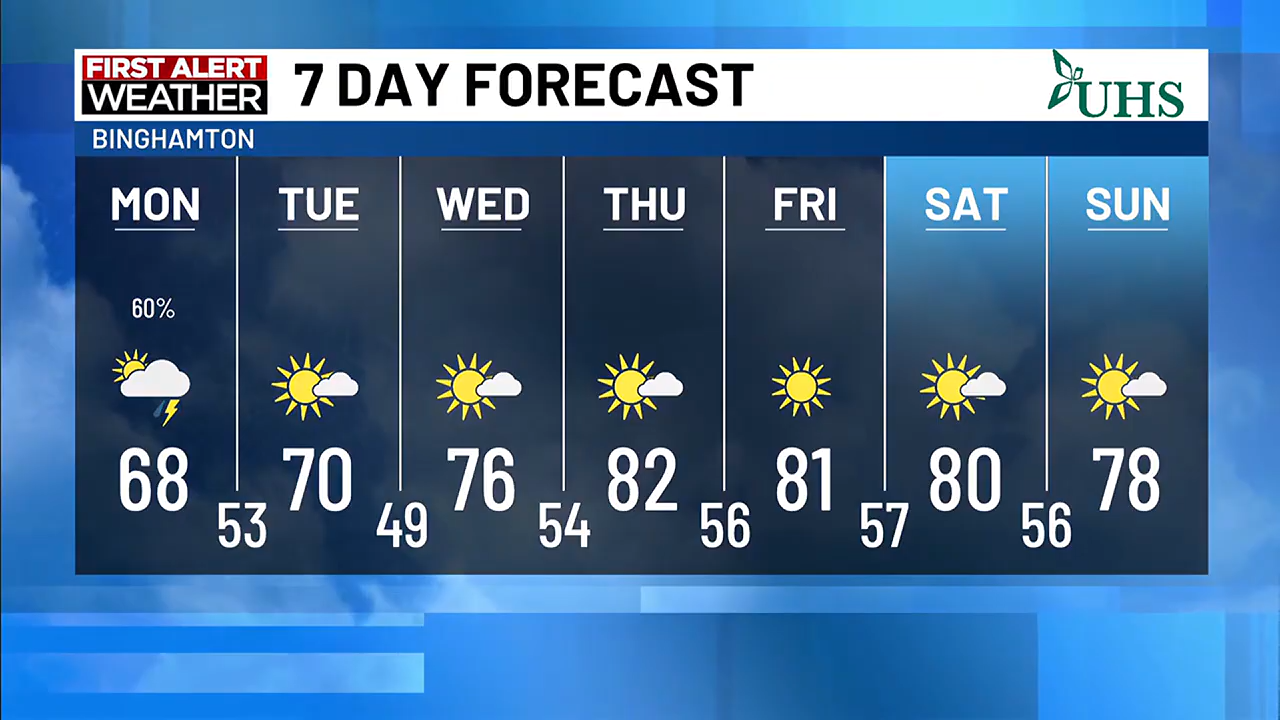 FIRST ALERT
WEATHER
7 DAY FORECAST
UHS
BINGHAMTON
MON TUE WED THU FRI SAT SUN
60%
68 70 76 82 81 80 78
53 49 54 56 57 56